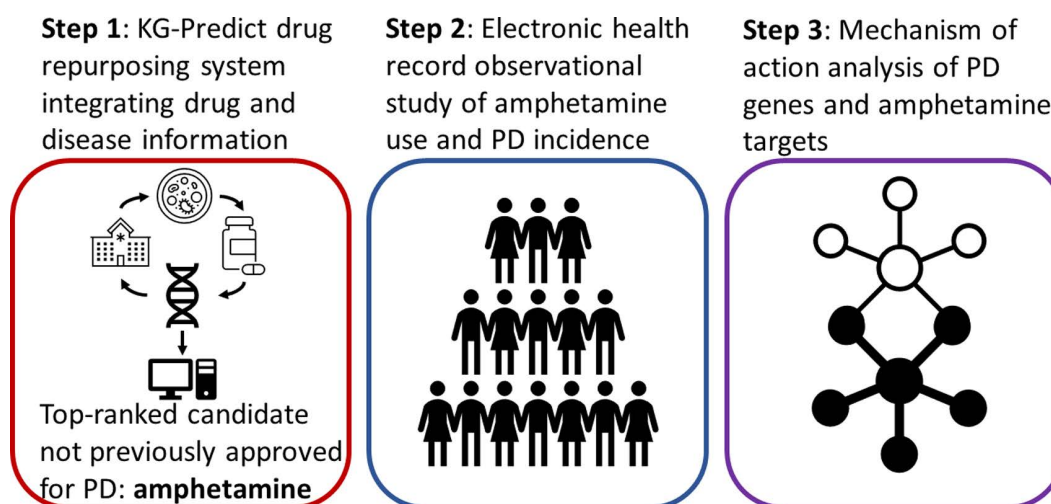 Step 1: KG-Predict drug
repurposing system
integrating drug and
disease information
Step 2: Electronic health
record observational
study of amphetamine
use and PD incidence
Step 3: Mechanism of
action analysis of PD
genes and amphetamine
targets
Top-ranked candidate
not previously approved
for PD: amphetamine